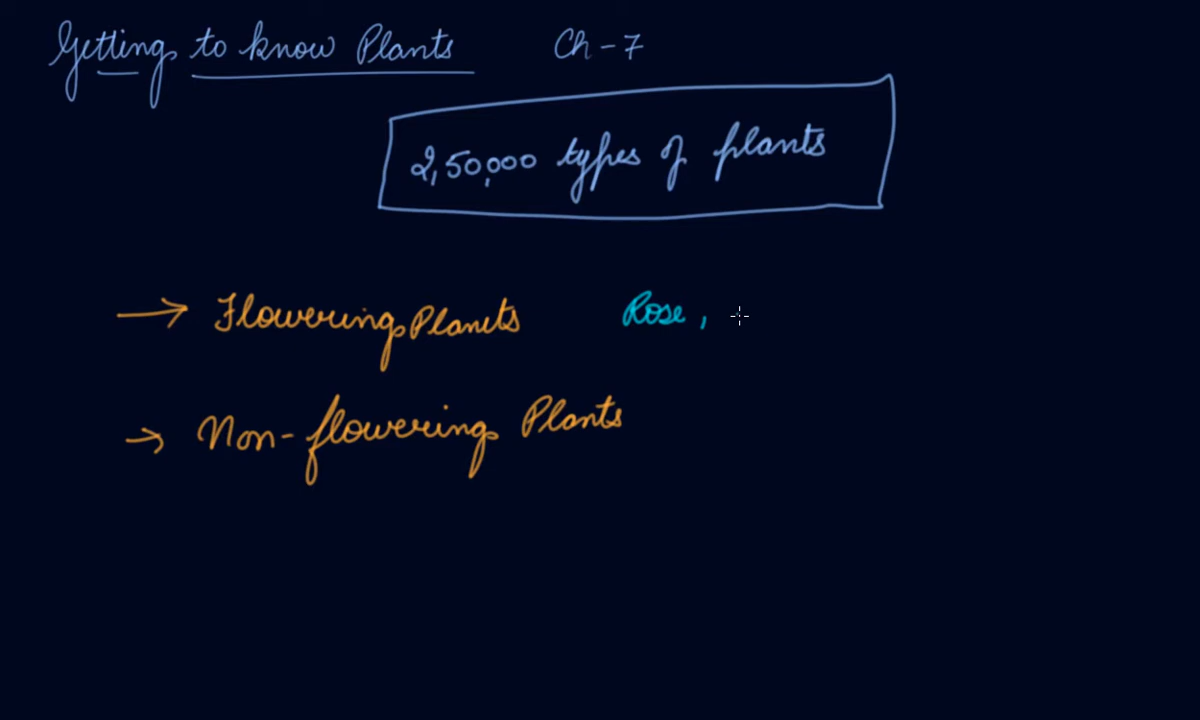 Getting to know Plants Ch-7
2,50,000 types of plants
→ Flowering Plants Rose,
→ Non-flowering Plants